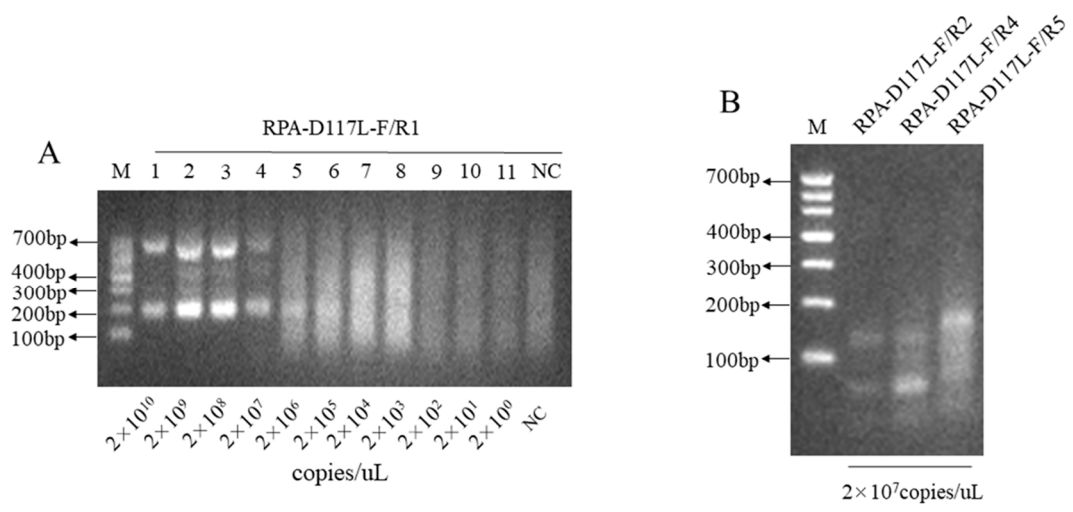 A
RPA-D117L-F/R1
M 1 2 3 4 5 6 7 8 9 10 11 NC
700bp
400bp
300bp
200bp
100bp
2×10¹⁰ 2×10⁹ 2×10⁸ 2×10⁷ 2×10⁶ 2×10⁵ 2×10⁴ 2×10³ 2×10² 2×10¹ 2×10⁰ NC
copies/uL
B
M RPA-D117L-F/R2 RPA-D117L-F/R4 RPA-D117L-F/R5
700bp
400bp
300bp
200bp
100bp
2×10⁷copies/uL